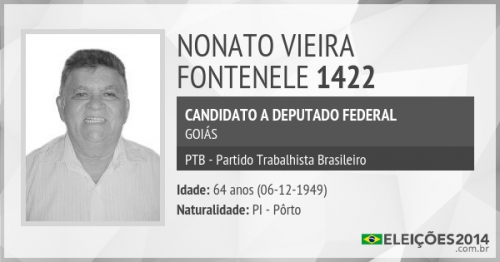 NONATO VIEIRA
FONTENELE 1422
CANDIDATO A DEPUTADO FEDERAL
GOIÁS
PTB - Partido Trabalhista Brasileiro
Idade: 64 anos (06-12-1949)
Naturalidade: PI - Pôrto
ELEIÇÕES2014
.com.br